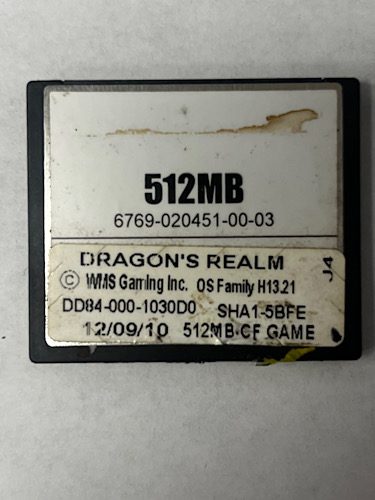 512MB
6769-020451-00-03
DRAGON'S REALM
© WMS Gaming Inc. OS Family H13.21
DD84-000-1030D0 SHA1-5BFE
12/09/10 512MB-CF GAME
J4